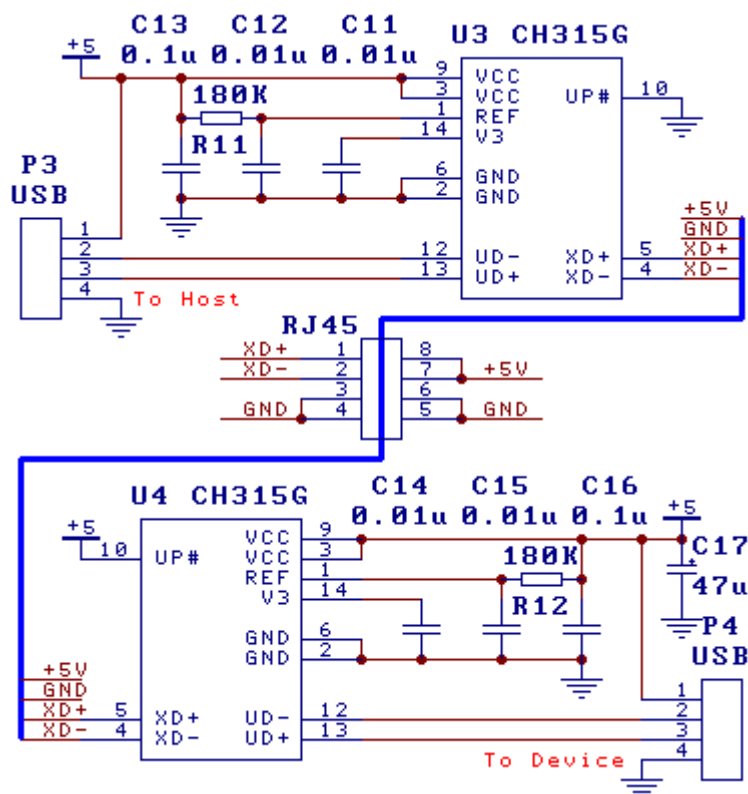 C13 C12 C11 U3 CH315G
+5 0.1u 0.01u 0.01u
9 VCC
3 VCC UP# 10
180K 1 REF
14 V3
R11
P3 6 GND
USB 2 GND
+5V
1 GND
2 12 UD- XD+ 5 XD+
3 13 UD+ XD- 4 XD-
4 To Host
RJ45
XD+ 1 8
XD- 2 7 +5V
3 6
GND 4 5 GND
U4 CH315G C14 C15 C16
+5 0.01u 0.01u 0.1u +5
VCC 9
10 UP# VCC 3 180K C17
REF 1
V3 14 R12 47u
GND 6 P4
GND 2 USB
+5V
GND 1
XD+ 5 XD+ UD- 12 2
XD- 4 XD- UD+ 13 3
To Device 4